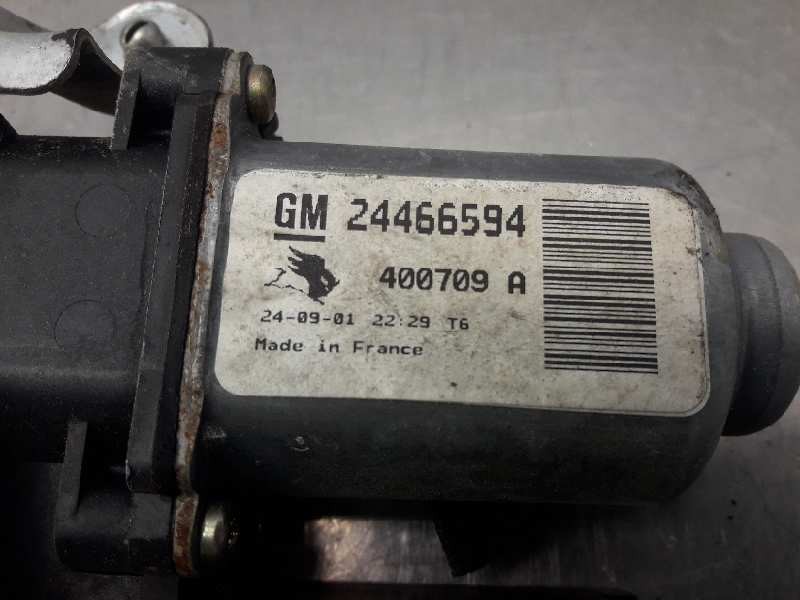 GM 24466594
400709 A
24-09-01 22:29 T6
Made in France